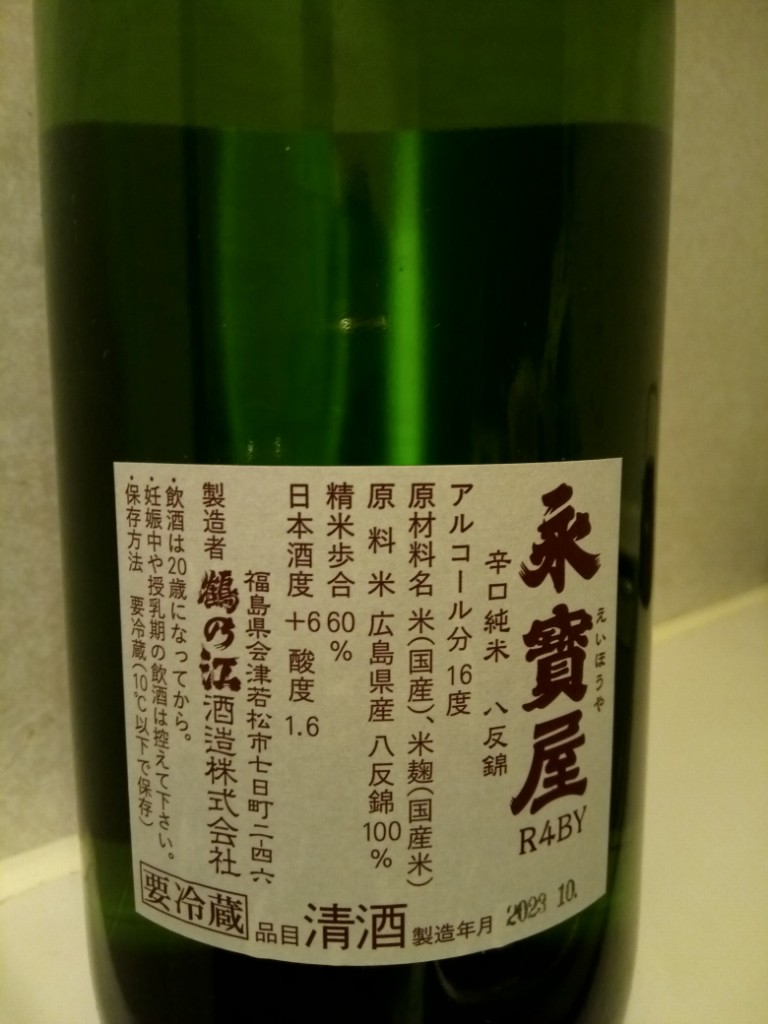 永寳屋
えいほうや
R4BY
辛口純米　八反錦
アルコール分 16度
原材料名 米(国産)、米麹(国産米)
原料米 広島県産 八反錦100%
精米歩合 60%
日本酒度 +6 酸度 1.6
福島県会津若松市七日町二−四六
製造者 鶴乃江酒造株式会社
・飲酒は20歳になってから。
・妊娠中や授乳期の飲酒は控えて下さい。
・保存方法　要冷蔵(10℃以下で保存)
要冷蔵
品目 清酒 製造年月 2023 10.